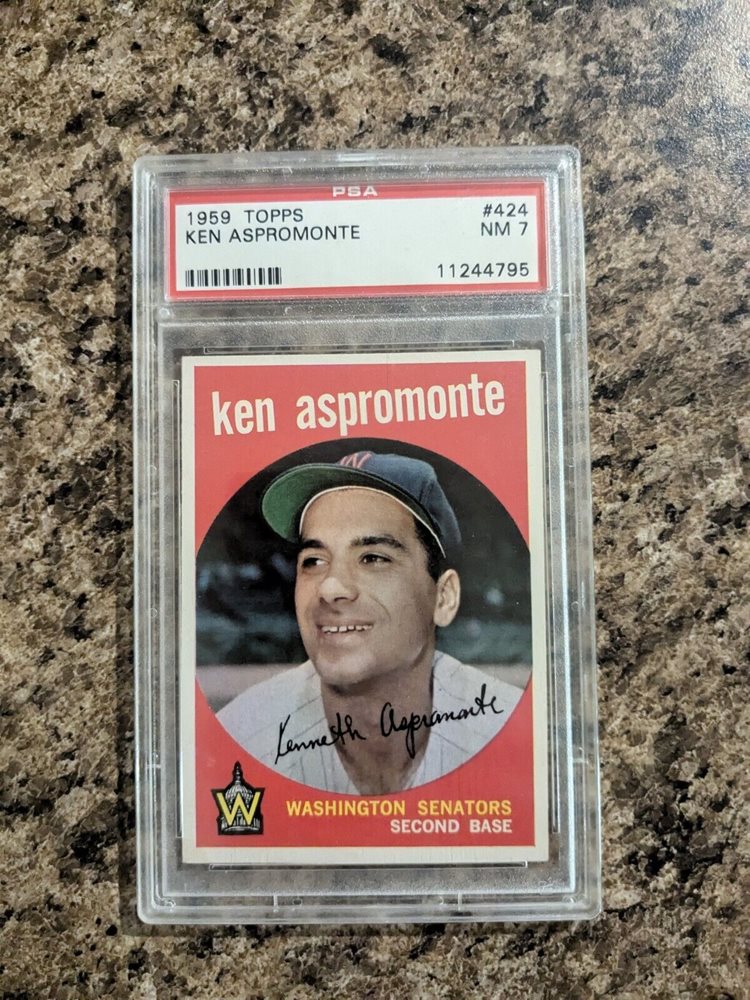 PSA
1959 TOPPS #424
KEN ASPROMONTE NM 7
11244795
ken aspromonte
W
Kenneth Aspromonte
W
WASHINGTON SENATORS
SECOND BASE